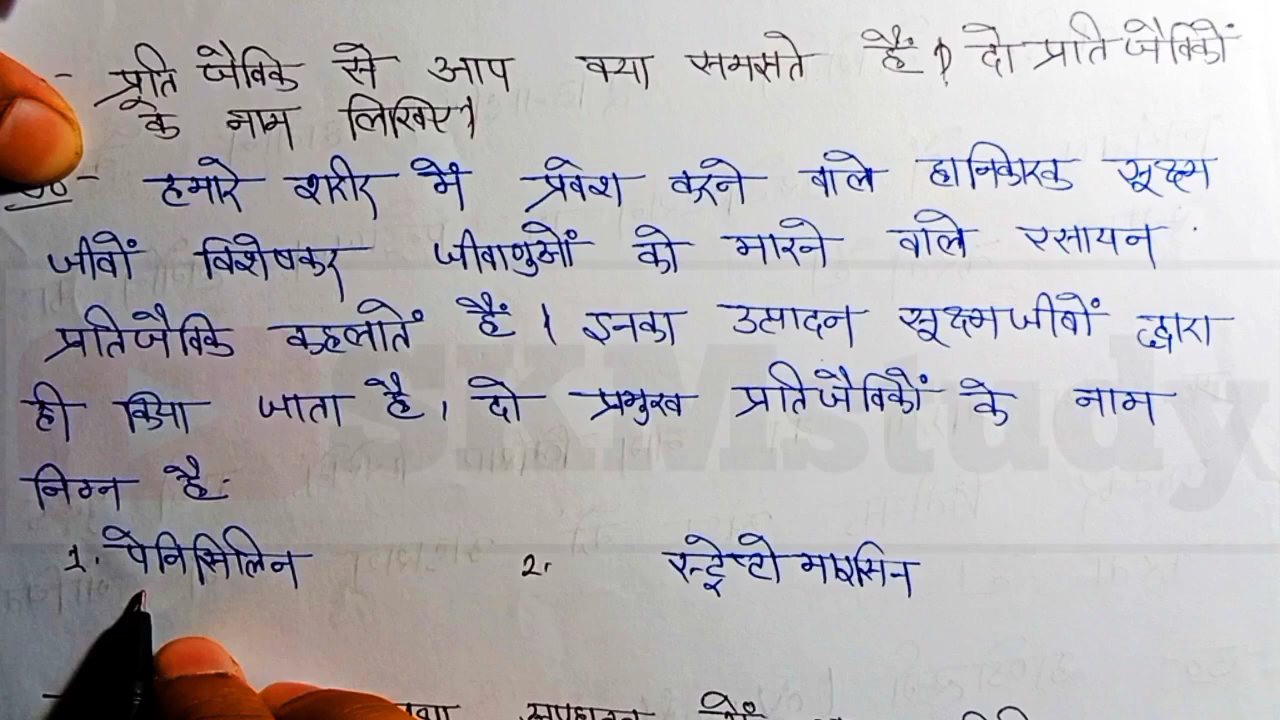 प्रति जैविक से आप क्या समझते हैं? दो प्रतिजैविकों
के नाम लिखिए।
उ०- हमारे शरीर में प्रवेश करने वाले हानिकारक सूक्ष्म
जीवों विशेषकर जीवाणुओं को मारने वाले रसायन
प्रतिजैविक कहलातें हैं। इनका उत्पादन सूक्ष्मजीवों द्वारा
ही किया जाता है। दो प्रमुख प्रतिजैविकों के नाम
निम्न है-
1. पेनिसिलिन 2. स्ट्रेप्टोमाइसिन
SKMstudy